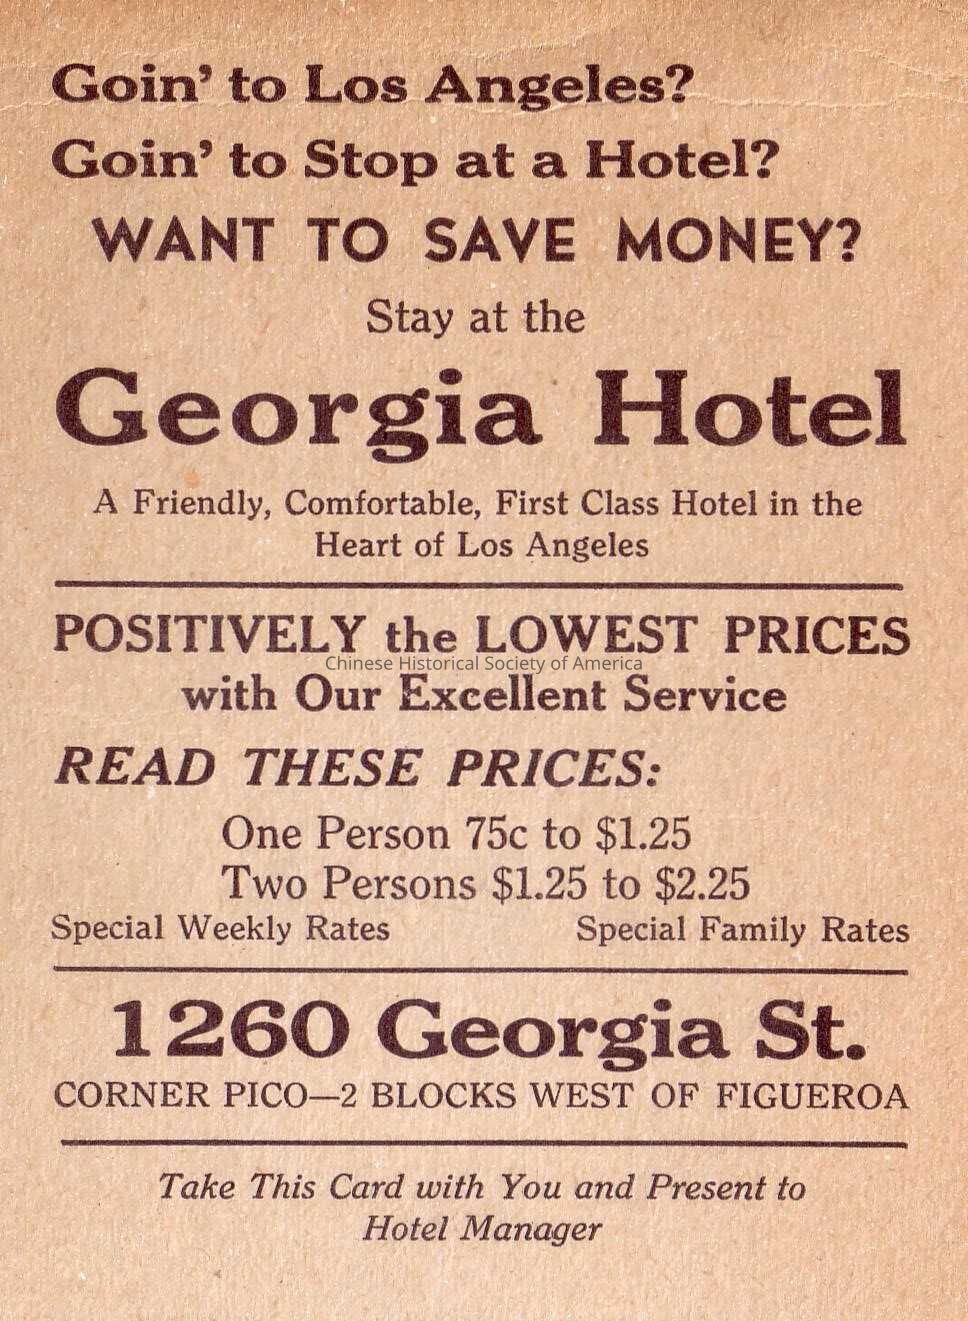 Goin’ to Los Angeles?
Goin’ to Stop at a Hotel?
WANT TO SAVE MONEY?
Stay at the
Georgia Hotel
A Friendly, Comfortable, First Class Hotel in the
Heart of Los Angeles
POSITIVELY the LOWEST PRICES
Chinese Historical Society of America
with Our Excellent Service
READ THESE PRICES:
One Person 75c to $1.25
Two Persons $1.25 to $2.25
Special Weekly Rates Special Family Rates
1260 Georgia St.
CORNER PICO—2 BLOCKS WEST OF FIGUEROA
Take This Card with You and Present to
Hotel Manager